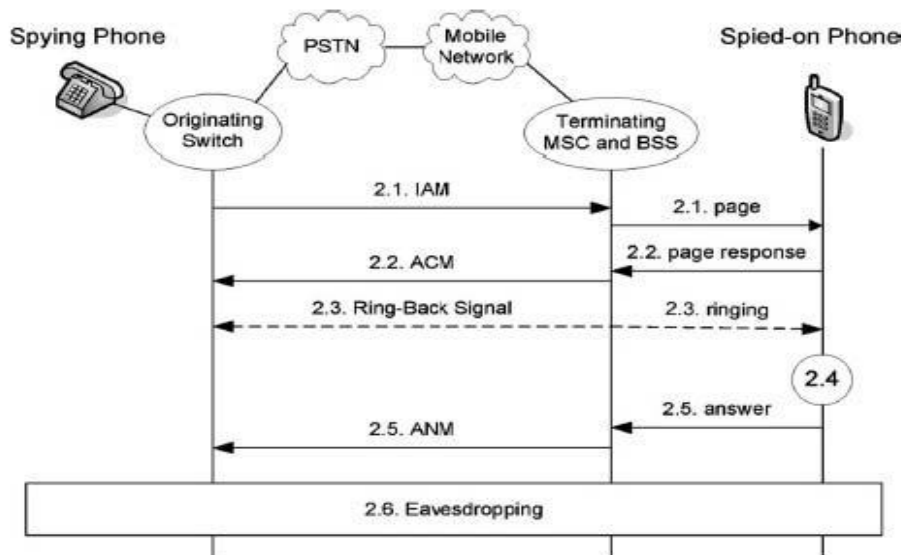 Spying Phone
PSTN
Mobile
Network
Spied-on Phone
Originating
Switch
Terminating
MSC and BSS
2.1. IAM
2.1. page
2.2. page response
2.2. ACM
2.3. Ring-Back Signal
2.3. ringing
2.4
2.5. answer
2.5. ANM
2.6. Eavesdropping